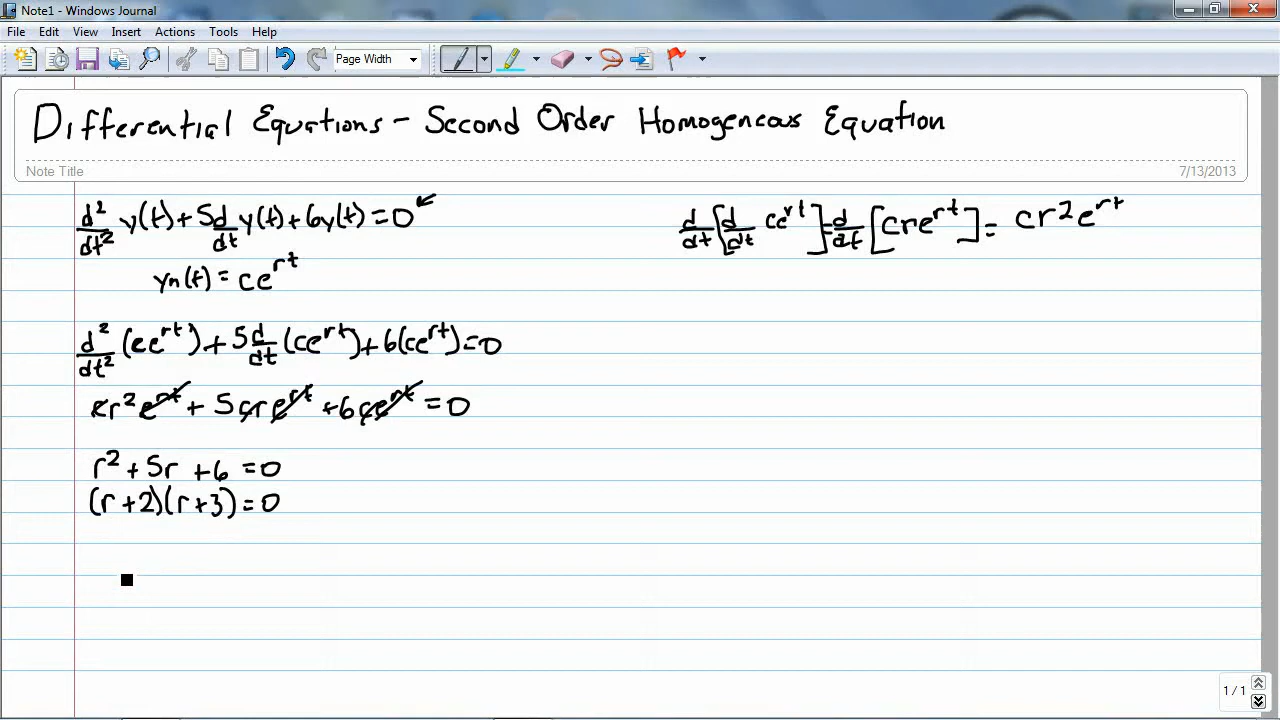 Note1 - Windows Journal
File Edit View Insert Actions Tools Help
Page Width
Differential Equations - Second Order Homogeneous Equation
Note Title
7/13/2013
d²/dt² y(t) + 5 d/dt y(t) + 6y(t) = 0
yn(t) = ce^rt
d/dt [d/dt ce^rt] = d/dt [cre^rt] = cr²e^rt
d²/dt² (ce^rt) + 5 d/dt (ce^rt) + 6(ce^rt) = 0
cr²e^rt + 5cre^rt + 6ce^rt = 0
r² + 5r + 6 = 0
(r + 2)(r + 3) = 0
1 / 1